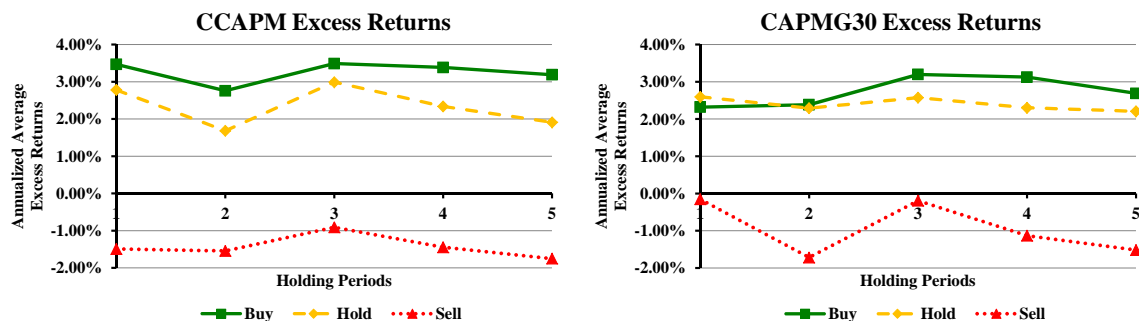 CCAPM Excess Returns
4.00%
3.00%
2.00%
1.00%
0.00%
-1.00%
-2.00%
Annualized Average
Excess Returns
1
2
3
4
5
Holding Periods
Buy
Hold
Sell
CAPMG30 Excess Returns
4.00%
3.00%
2.00%
1.00%
0.00%
-1.00%
-2.00%
Annualized Average
Excess Returns
1
2
3
4
5
Holding Periods
Buy
Hold
Sell